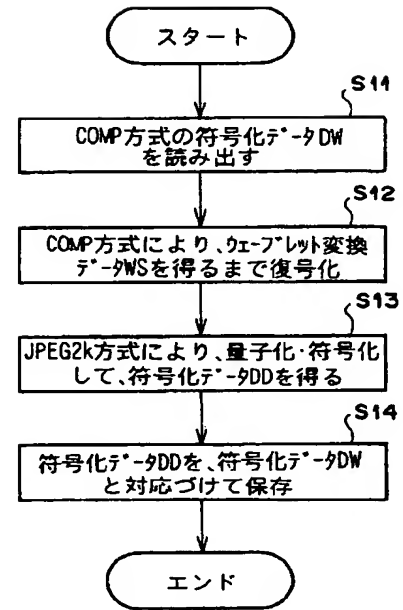 スタート
S11
COMP方式の符号化データDW
を読み出す
S12
COMP方式により、ウェーブレット変換
データWSを得るまで復号化
S13
JPEG2k方式により、量子化・符号化
して、符号化データDDを得る
S14
符号化データDDを、符号化データDW
と対応づけて保存
エンド